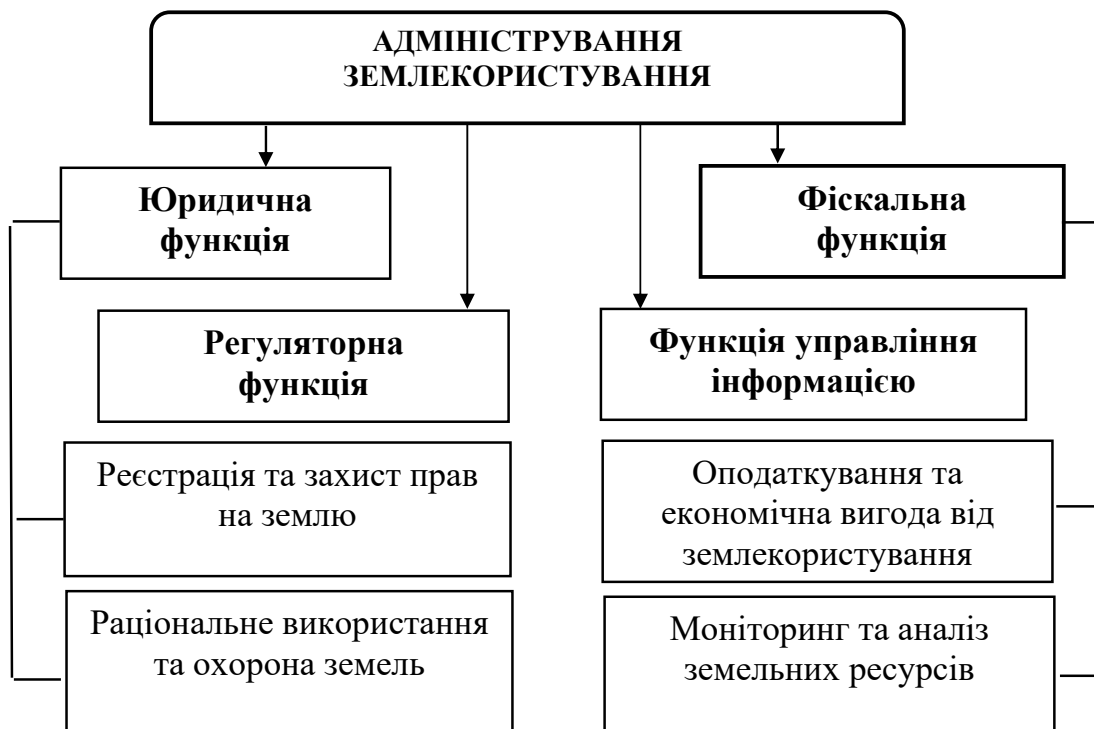 АДМІНІСТРУВАННЯ
ЗЕМЛЕКОРИСТУВАННЯ
Юридична
функція
Фіскальна
функція
Регуляторна
функція
Функція управління
інформацією
Реєстрація та захист прав
на землю
Оподаткування та
економічна вигода від
землекористування
Раціональне використання
та охорона земель
Моніторинг та аналіз
земельних ресурсів